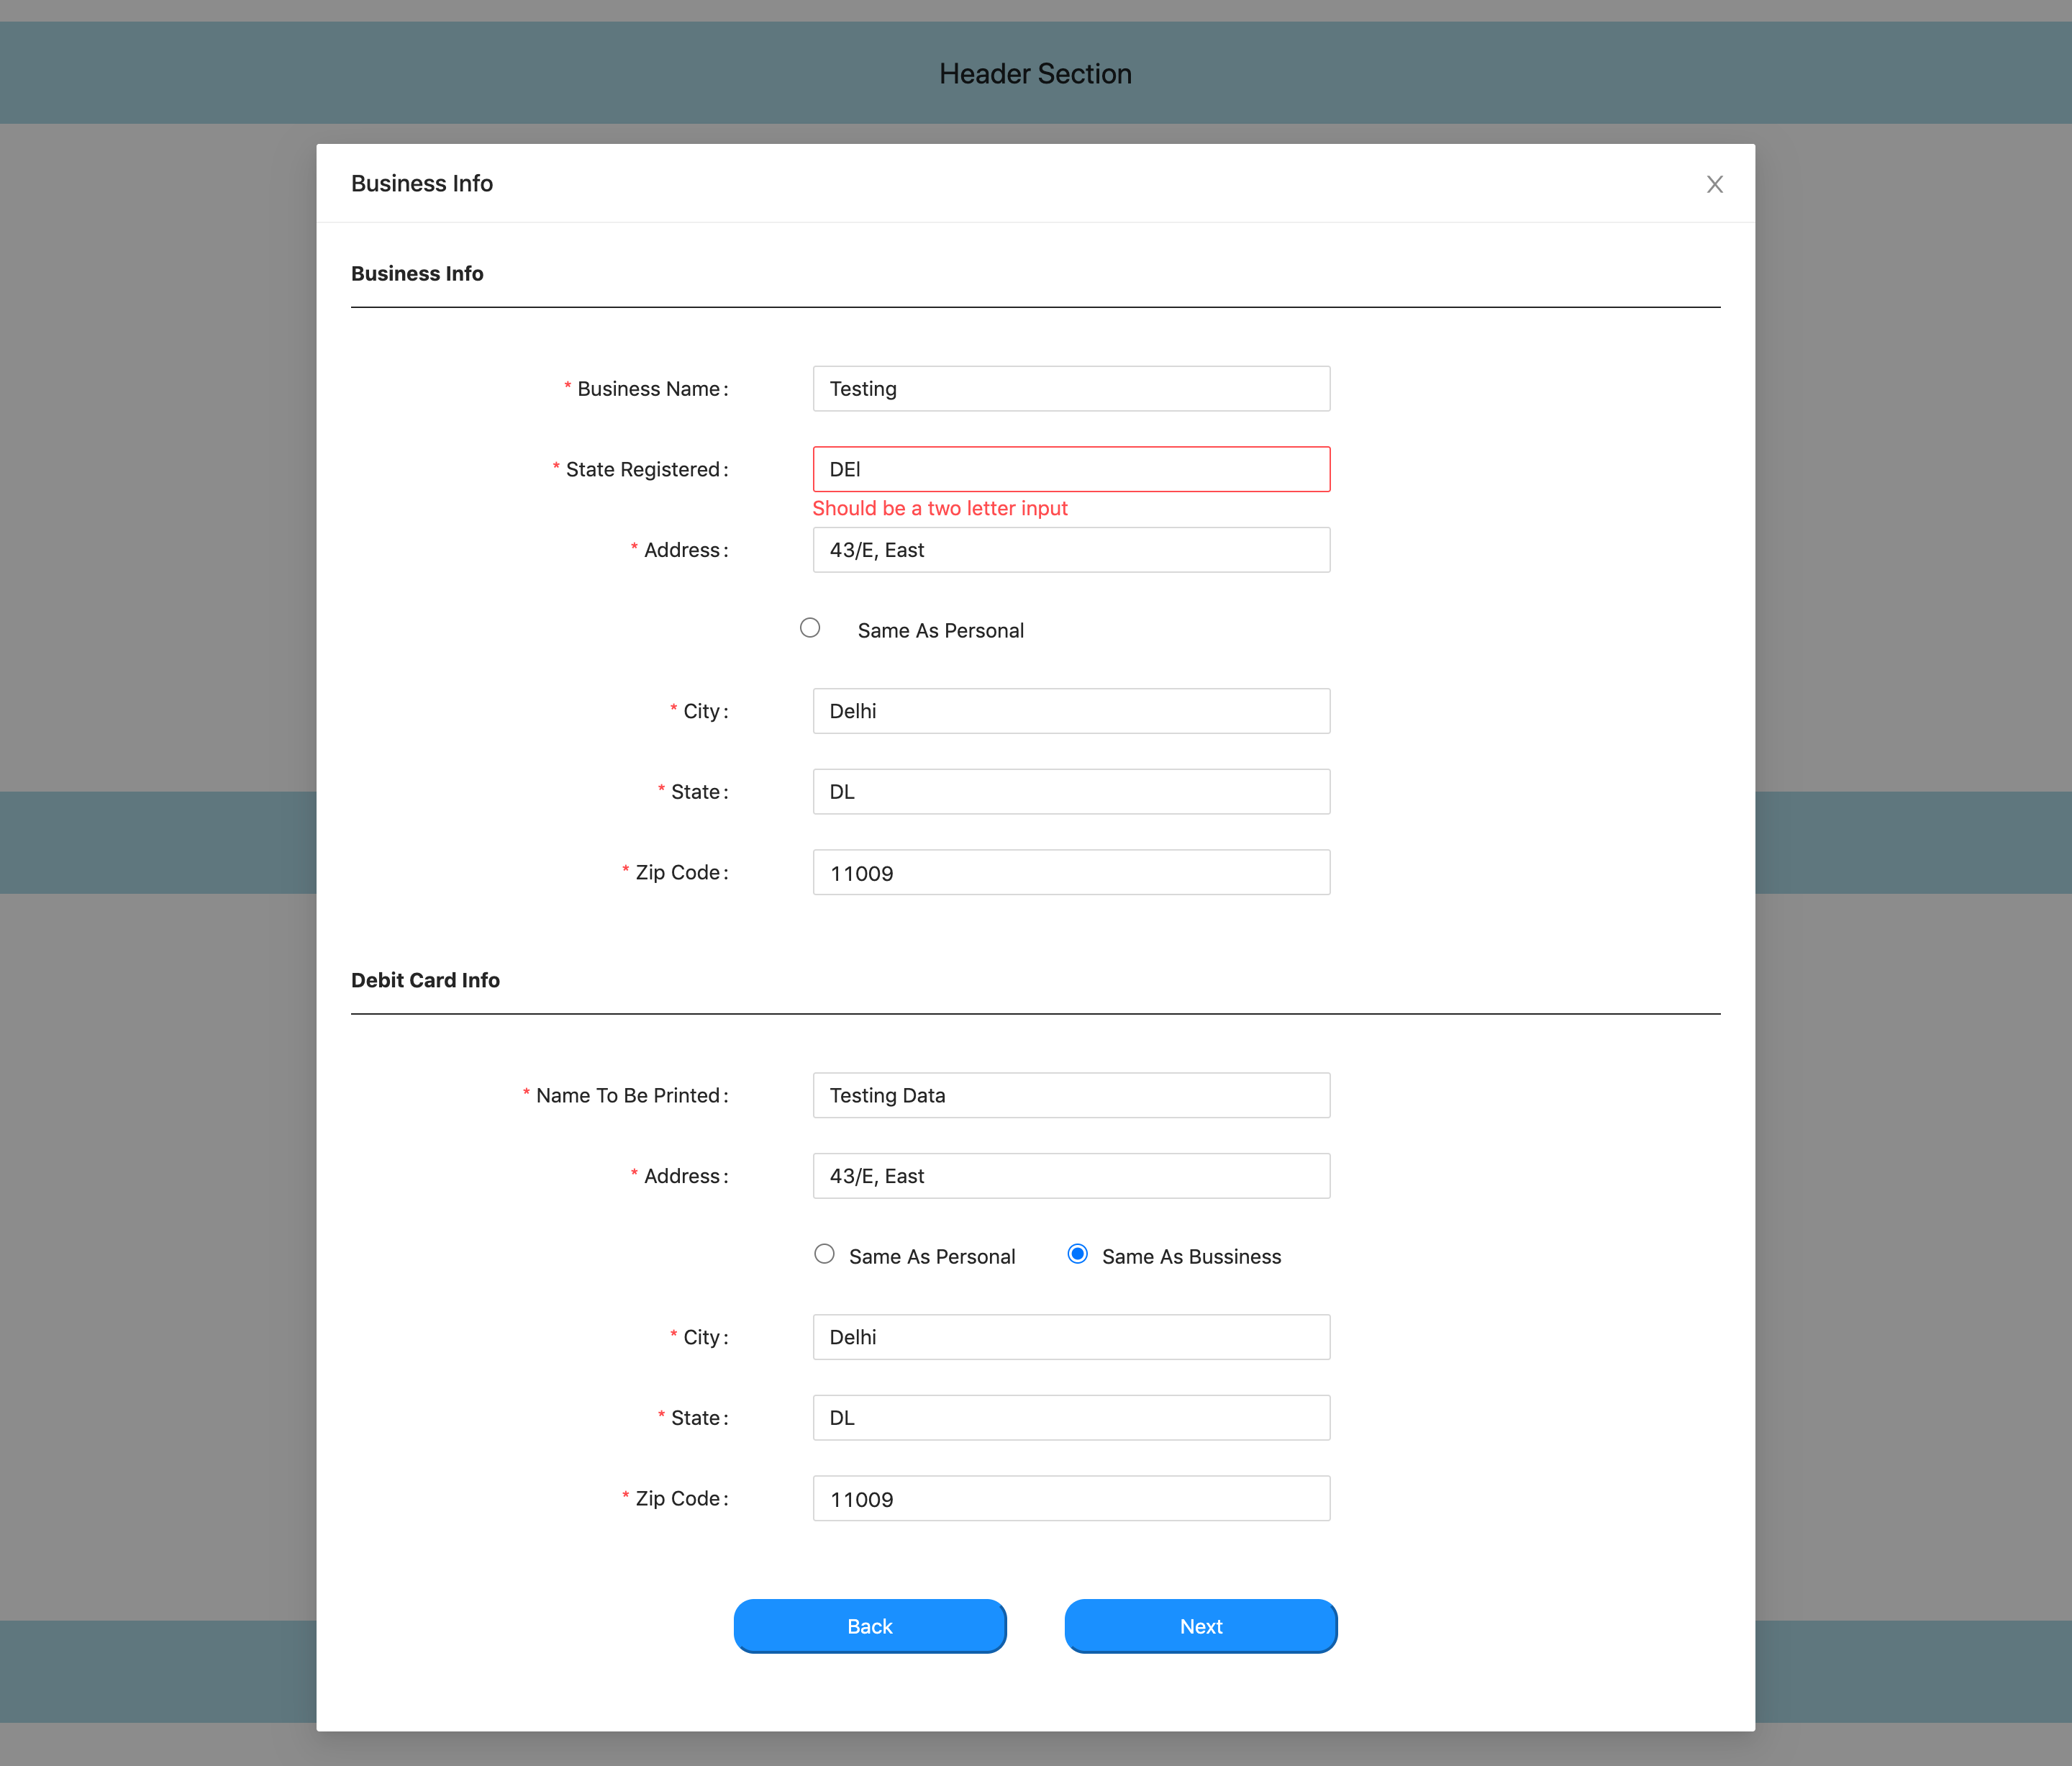 Header Section
Business Info
Business Info
* Business Name: Testing
* State Registered: DEl
Should be a two letter input
* Address: 43/E, East
Same As Personal
* City: Delhi
* State: DL
* Zip Code: 11009
Debit Card Info
* Name To Be Printed: Testing Data
* Address: 43/E, East
Same As Personal Same As Bussiness
* City: Delhi
* State: DL
* Zip Code: 11009
Back Next